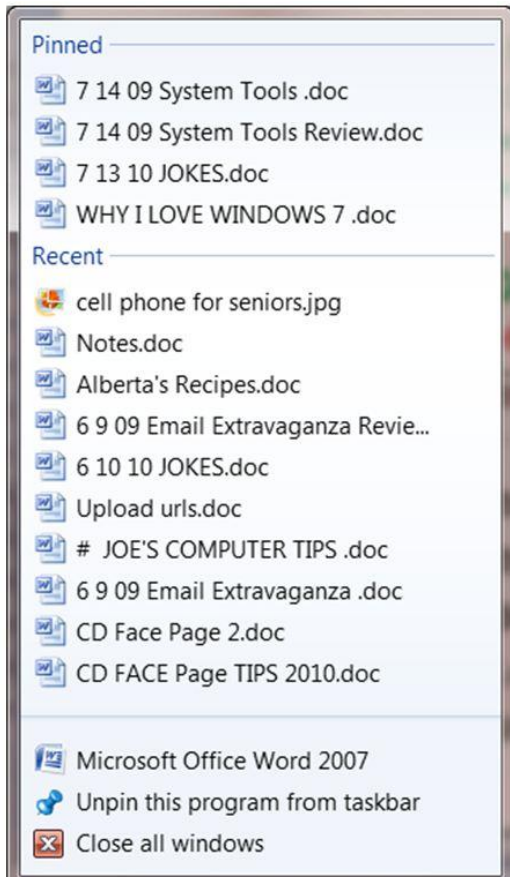 Pinned
7 14 09 System Tools .doc
7 14 09 System Tools Review.doc
7 13 10 JOKES.doc
WHY I LOVE WINDOWS 7 .doc
Recent
cell phone for seniors.jpg
Notes.doc
Alberta's Recipes.doc
6 9 09 Email Extravaganza Revie...
6 10 10 JOKES.doc
Upload urls.doc
#  JOE'S COMPUTER TIPS .doc
6 9 09 Email Extravaganza .doc
CD Face Page 2.doc
CD FACE Page TIPS 2010.doc
Microsoft Office Word 2007
Unpin this program from taskbar
Close all windows